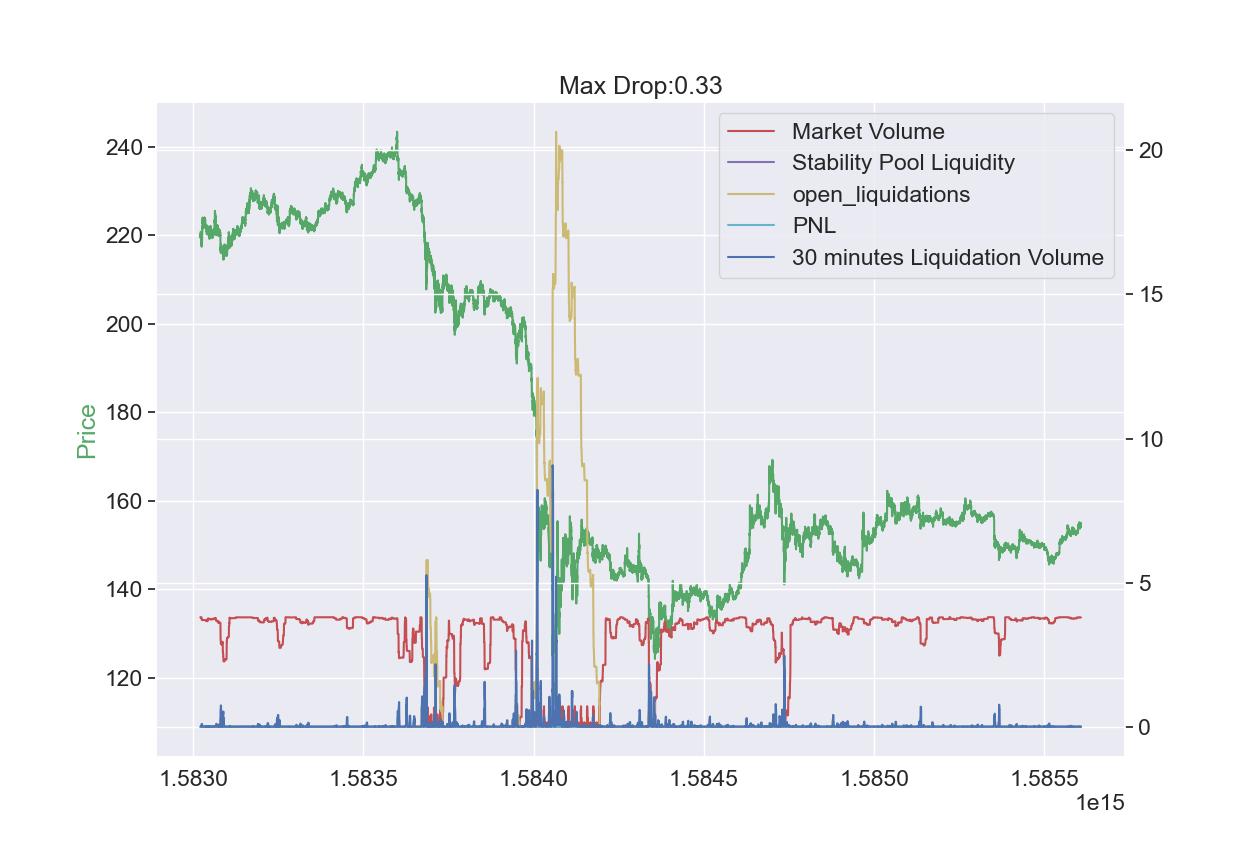 Max Drop:0.33
Market Volume
Stability Pool Liquidity
open_liquidations
PNL
30 minutes Liquidation Volume
Price
240
220
200
180
160
140
120
20
15
10
5
0
1.5830 1.5835 1.5840 1.5845 1.5850 1.5855
1e15